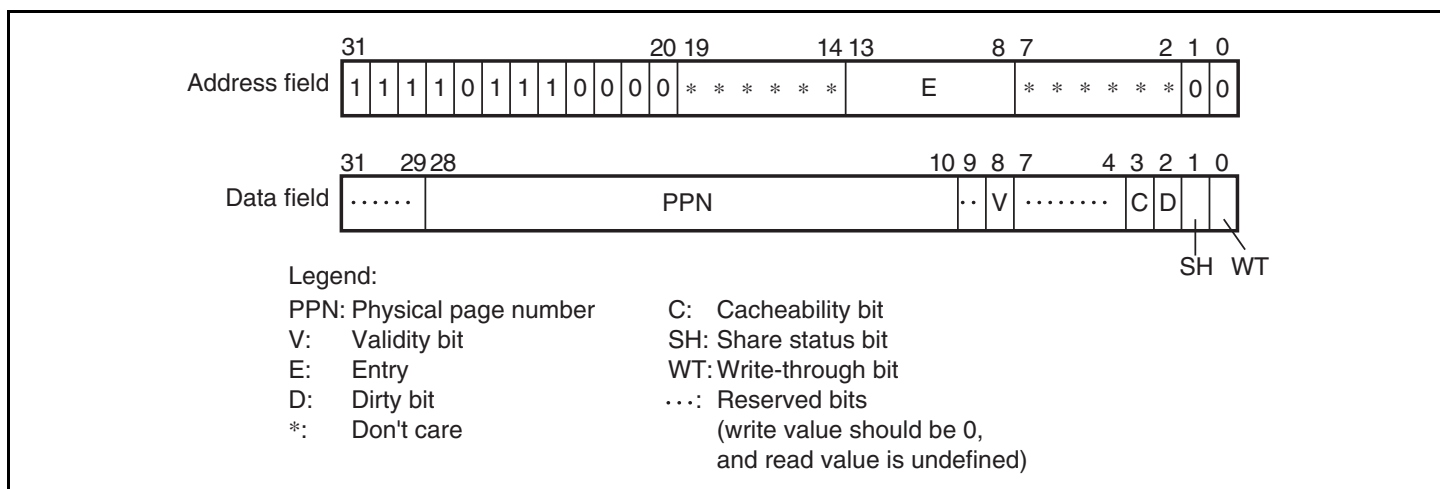 31 20 19 14 13 8 7 2 1 0
Address field 1 1 1 1 0 1 1 1 0 0 0 0 * * * * * * E * * * * * * 0 0
31 29 28 10 9 8 7 4 3 2 1 0
Data field ...... PPN .. V ........ C D
SH WT
Legend:
PPN: Physical page number C: Cacheability bit
V: Validity bit SH: Share status bit
E: Entry WT: Write-through bit
D: Dirty bit ...: Reserved bits
*: Don't care (write value should be 0,
and read value is undefined)